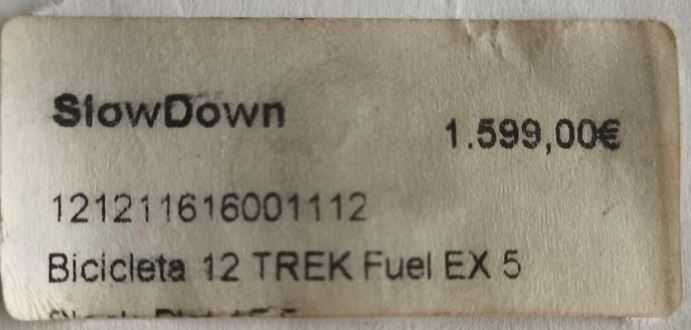 SlowDown
1.599,00€
121211616001112
Bicicleta 12 TREK Fuel EX 5